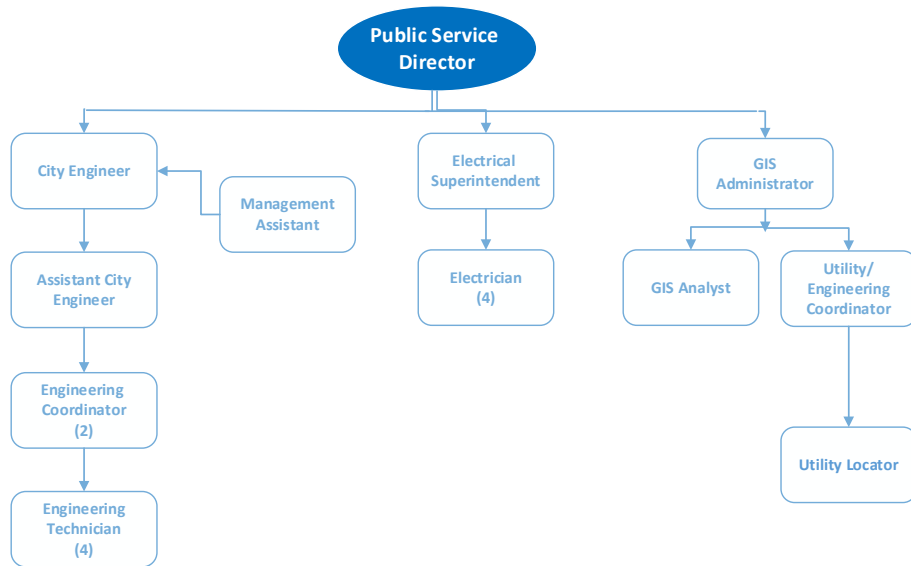 Public Service
Director
City Engineer
Management
Assistant
Electrical
Superintendent
GIS
Administrator
Assistant City
Engineer
Electrician
(4)
GIS Analyst
Utility/
Engineering
Coordinator
Engineering
Coordinator
(2)
Utility Locator
Engineering
Technician
(4)